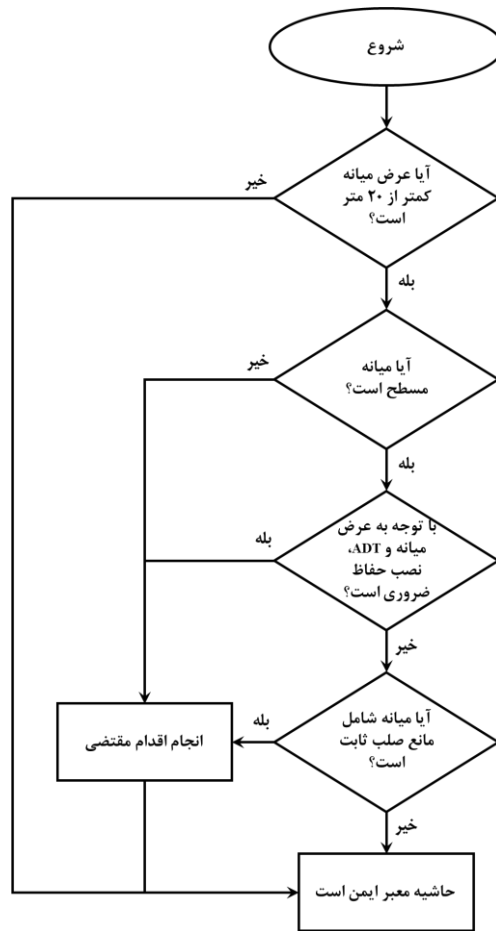 شروع
آیا عرض میانه
کمتر از ۲۰ متر
است؟
خیر
بله
آیا میانه
مسطح است؟
خیر
بله
با توجه به عرض
میانه و ADT،
نصب حفاظ
ضروری است؟
بله
خیر
آیا میانه شامل
مانع صلب ثابت
است؟
بله
انجام اقدام مقتضی
خیر
حاشیه معبر ایمن است